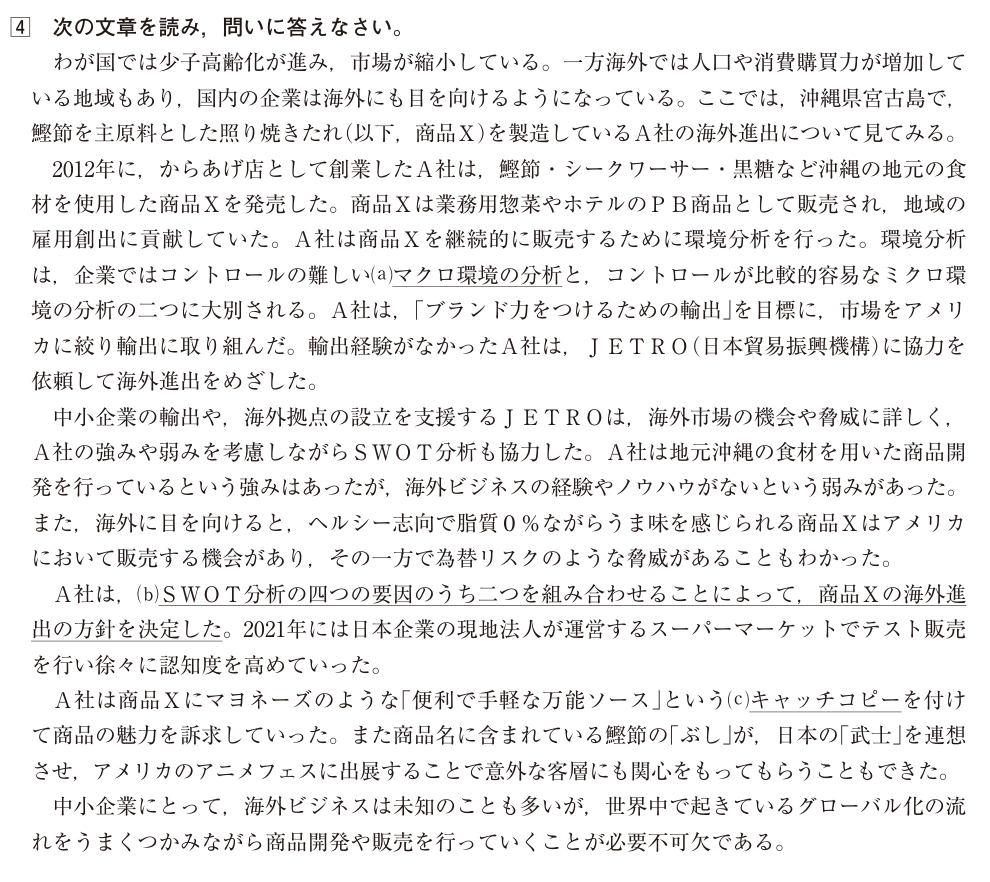 4　次の文章を読み，問いに答えなさい。
　わが国では少子高齢化が進み，市場が縮小している。一方海外では人口や消費購買力が増加して
いる地域もあり，国内の企業は海外にも目を向けるようになっている。ここでは，沖縄県宮古島で，
鰹節を主原料とした照り焼きたれ(以下，商品Ｘ)を製造しているＡ社の海外進出について見てみる。
　2012年に，からあげ店として創業したＡ社は，鰹節・シークワーサー・黒糖など沖縄の地元の食
材を使用した商品Ｘを発売した。商品Ｘは業務用惣菜やホテルのＰＢ商品として販売され，地域の
雇用創出に貢献していた。Ａ社は商品Ｘを継続的に販売するために環境分析を行った。環境分析
は，企業ではコントロールの難しい(a)マクロ環境の分析と，コントロールが比較的容易なミクロ環
境の分析の二つに大別される。Ａ社は，「ブランド力をつけるための輸出」を目標に，市場をアメリ
カに絞り輸出に取り組んだ。輸出経験がなかったＡ社は，ＪＥＴＲＯ(日本貿易振興機構)に協力を
依頼して海外進出をめざした。
　中小企業の輸出や，海外拠点の設立を支援するＪＥＴＲＯは，海外市場の機会や脅威に詳しく，
Ａ社の強みや弱みを考慮しながらＳＷＯＴ分析も協力した。Ａ社は地元沖縄の食材を用いた商品開
発を行っているという強みはあったが，海外ビジネスの経験やノウハウがないという弱みがあった。
また，海外に目を向けると，ヘルシー志向で脂質０％ながらうま味を感じられる商品Ｘはアメリカ
において販売する機会があり，その一方で為替リスクのような脅威があることもわかった。
　Ａ社は，(b)ＳＷＯＴ分析の四つの要因のうち二つを組み合わせることによって，商品Ｘの海外進
出の方針を決定した。2021年には日本企業の現地法人が運営するスーパーマーケットでテスト販売
を行い徐々に認知度を高めていった。
　Ａ社は商品Ｘにマヨネーズのような「便利で手軽な万能ソース」という(c)キャッチコピーを付け
て商品の魅力を訴求していった。また商品名に含まれている鰹節の「ぶし」が，日本の「武士」を連想
させ，アメリカのアニメフェスに出展することで意外な客層にも関心をもってもらうこともできた。
　中小企業にとって，海外ビジネスは未知のことも多いが，世界中で起きているグローバル化の流
れをうまくつかみながら商品開発や販売を行っていくことが必要不可欠である。